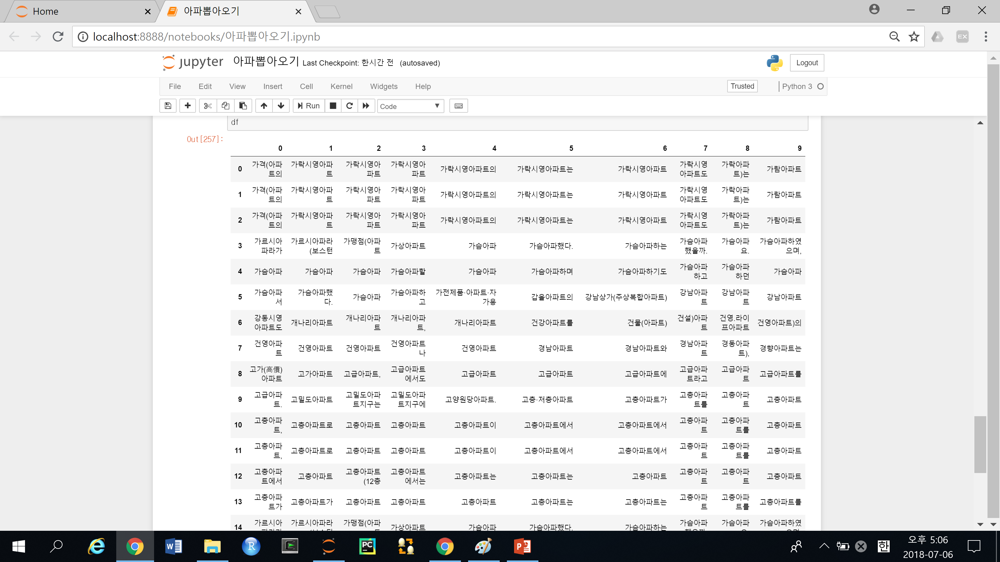 Home
아파뽑아오기
localhost:8888/notebooks/아파뽑아오기.ipynb
EX
jupyter 아파뽑아오기 Last Checkpoint: 한시간 전 (autosaved)
Logout
File Edit View Insert Cell Kernel Widgets Help
Trusted Python 3
Run Code
df
Out[257]:
0 1 2 3 4 5 6 7 8 9
0 가격(아파트의 가락시영아파트 가락시영아파트 가락시영아파트 가락시영아파트의 가락시영아파트는 가락시영아파트 가락시영아파트도 가락아파트)는 가람아파트
1 가격(아파트의 가락시영아파트 가락시영아파트 가락시영아파트 가락시영아파트의 가락시영아파트는 가락시영아파트 가락시영아파트도 가락아파트)는 가람아파트
2 가격(아파트의 가락시영아파트 가락시영아파트 가락시영아파트 가락시영아파트의 가락시영아파트는 가락시영아파트 가락시영아파트도 가락아파트)는 가람아파트
3 가르시아파라가 가르시아파라(보스턴 가맹점(아파트 가상아파트 가슴아파 가슴아파했다. 가슴아파하는 가슴아파했을까. 가슴아파요. 가슴아파하였으며,
4 가슴아파 가슴아파 가슴아파 가슴아파할 가슴아파 가슴아파하며 가슴아파하기도 가슴아파하고 가슴아파하던 가슴아파
5 가슴아파서 가슴아파했다. 가슴아파 가슴아파하고 가전제품·아파트·자가용 갑을아파트의 강남상가(주상복합아파트) 강남아파트 강남아파트 강남아파트
6 강동시영아파트도 개나리아파트 개나리아파트 개나리아파트, 개나리아파트 건강아파트를 건물(아파트) 건설)아파트 건영.라이프아파트 건영아파트)의
7 건영아파트 건영아파트 건영아파트 건영아파트나 건영아파트 경남아파트 경남아파트와 경남아파트 경동아파트), 경향아파트는
8 고가(高價)아파트 고가아파트 고급아파트, 고급아파트에서도 고급아파트 고급아파트 고급아파트에 고급아파트라고 고급아파트 고급아파트를
9 고급아파트. 고밀도아파트 고밀도아파트지구는 고밀도아파트지구에 고양원당아파트. 고층·저층아파트 고층아파트가 고층아파트를 고층아파트 고층아파트
10 고층아파트, 고층아파트로 고층아파트 고층아파트 고층아파트이 고층아파트에서 고층아파트에서 고층아파트 고층아파트를 고층아파트
11 고층아파트, 고층아파트로 고층아파트 고층아파트 고층아파트이 고층아파트에서 고층아파트에서 고층아파트 고층아파트를 고층아파트
12 고층아파트에서 고층아파트 고층아파트(12층 고층아파트에서는 고층아파트는 고층아파트는 고층아파트 고층아파트 고층아파트 고층아파트
13 고층아파트가 고층아파트가 고층아파트 고층아파트 고층아파트 고층아파트는 고층아파트는 고층아파트 고층아파트를 고층아파트를
14 가르시아 가르시아파라 가맹점(아파 가상아파트 가슴아파 가슴아파했다. 가슴아파하는 가슴아파 가슴아파 가슴아파하였
한
오후 5:06
2018-07-06